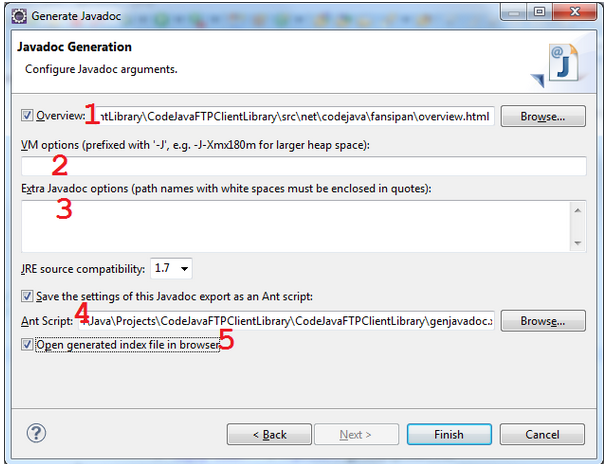 Generate Javadoc
Javadoc Generation
Configure Javadoc arguments.
@
J
Overview: 1 ntLibrary\CodeJavaFTPClientLibrary\src\net\codejava\fansipan\overview.html Browse...
VM options (prefixed with '-J', e.g. -J-Xmx180m for larger heap space):
2
Extra Javadoc options (path names with white spaces must be enclosed in quotes):
3
JRE source compatibility: 1.7
Save the settings of this Javadoc export as an Ant script:
Ant Script: 4 \Java\Projects\CodeJavaFTPClientLibrary\CodeJavaFTPClientLibrary\genjavadoc. Browse...
Open generated index file in browser 5
? < Back Next > Finish Cancel